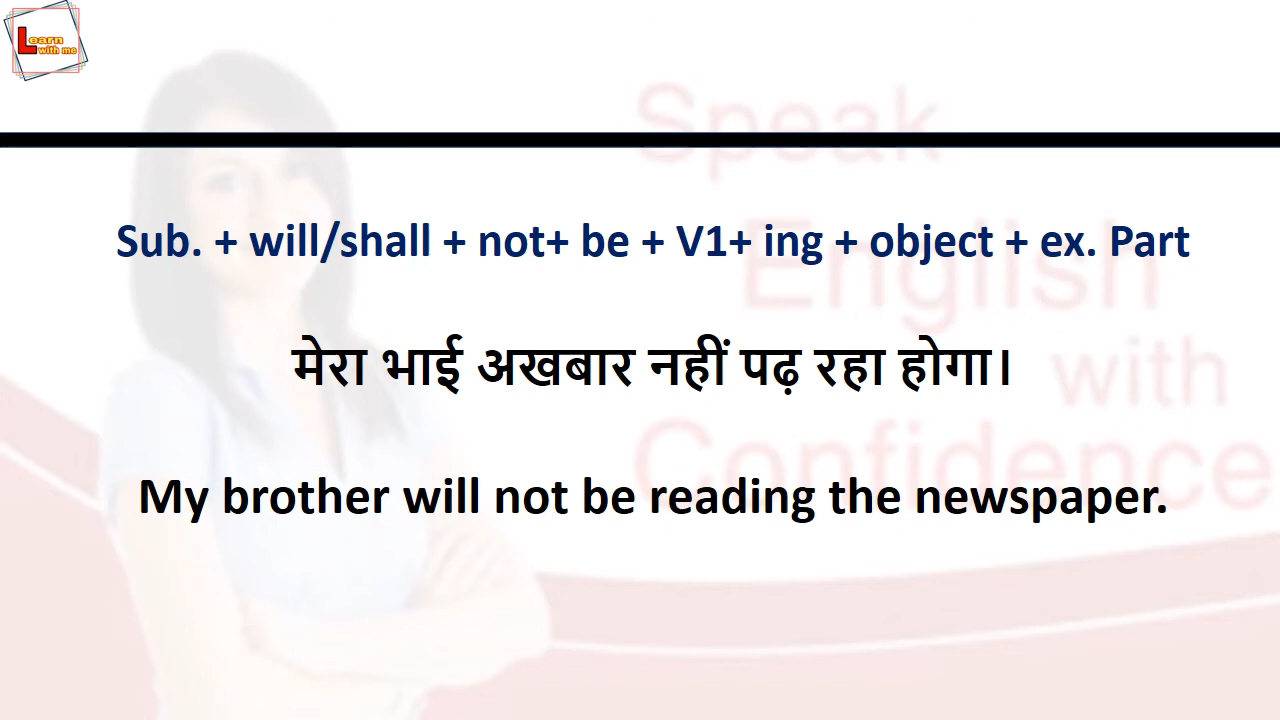 Learn
with me
Speak
English
with
Confidence
Sub. + will/shall + not+ be + V1+ ing + object + ex. Part
मेरा भाई अखबार नहीं पढ़ रहा होगा।
My brother will not be reading the newspaper.